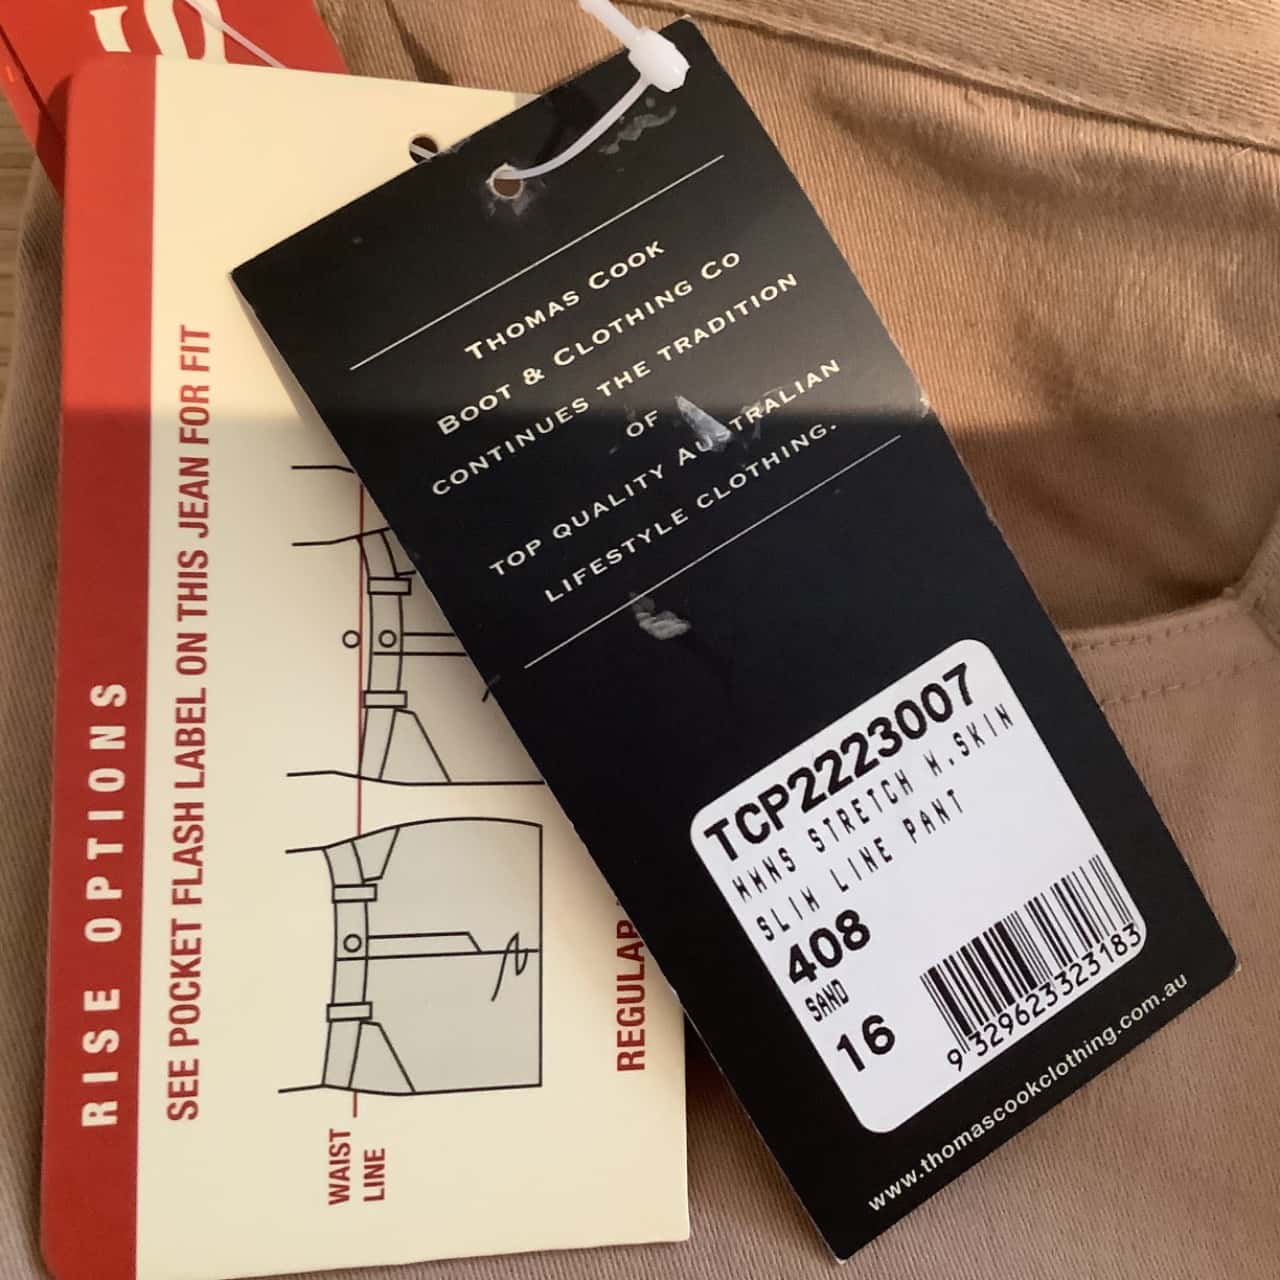 RISE OPTIONS
SEE POCKET FLASH LABEL ON THIS JEAN FOR FIT
WAIST
LINE
REGULAR
THOMAS COOK
BOOT & CLOTHING CO
CONTINUES THE TRADITION
OF
TOP QUALITY AUSTRALIAN
LIFESTYLE CLOTHING.
TCP2223007
WMNS STRETCH M.SKIN
SLIM LINE PANT
408
SAND
16
9 329623 323183
www.thomascookclothing.com.au